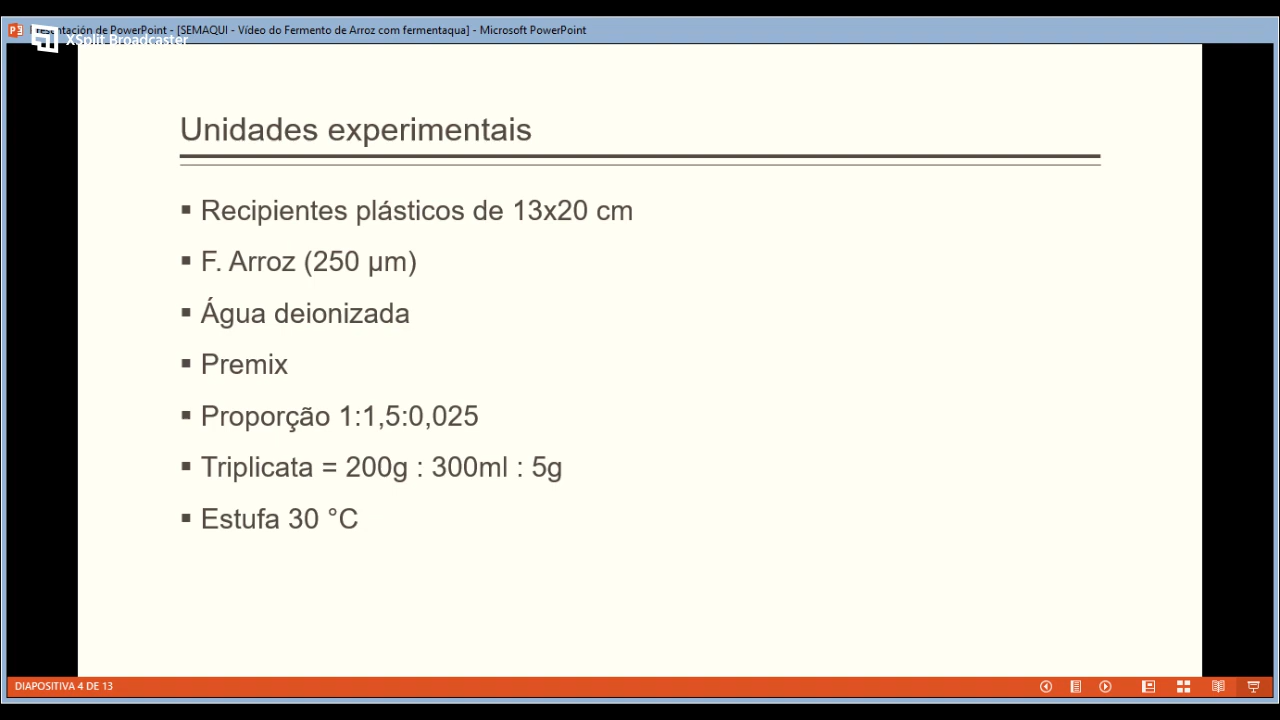 Presentación de PowerPoint - [SEMAQUI - Vídeo do Fermento de Arroz com fermentaqua] - Microsoft PowerPoint
XSplit Broadcaster
Unidades experimentais
▪ Recipientes plásticos de 13x20 cm
▪ F. Arroz (250 µm)
▪ Água deionizada
▪ Premix
▪ Proporção 1:1,5:0,025
▪ Triplicata = 200g : 300ml : 5g
▪ Estufa 30 °C
DIAPOSITIVA 4 DE 13